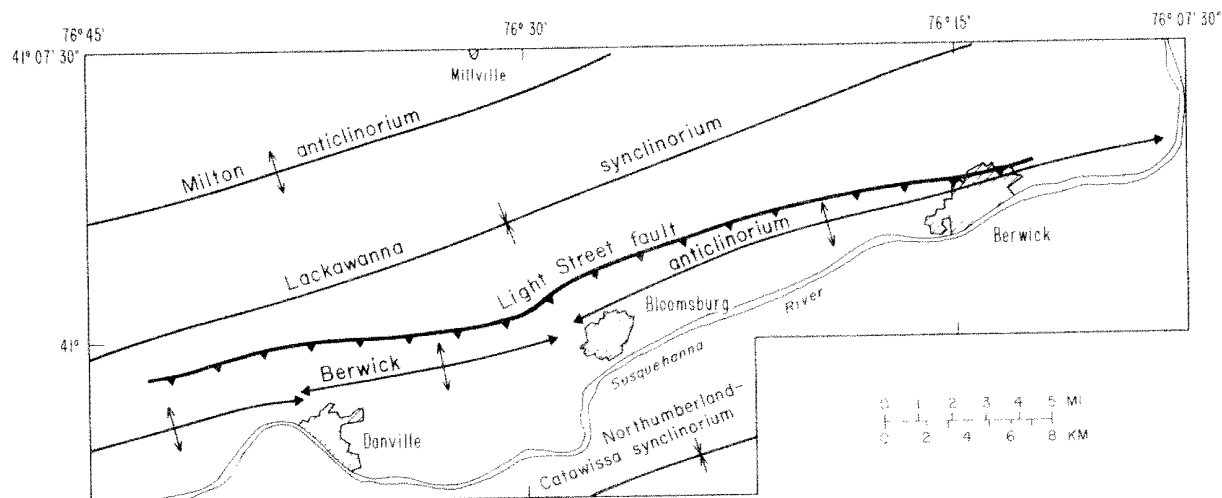 76° 45'
76° 30'
76° 15'
76° 07' 30"
41° 07' 30"
Millville
Milton anticlinorium
Lackawanna synclinorium
Light Street fault
Berwick anticlinorium
Berwick
Bloomsburg
River
41°
Susquehanna
Danville
Northumberland-
Catawissa synclinorium
0 1 2 3 4 5 MI
0 2 4 6 8 KM